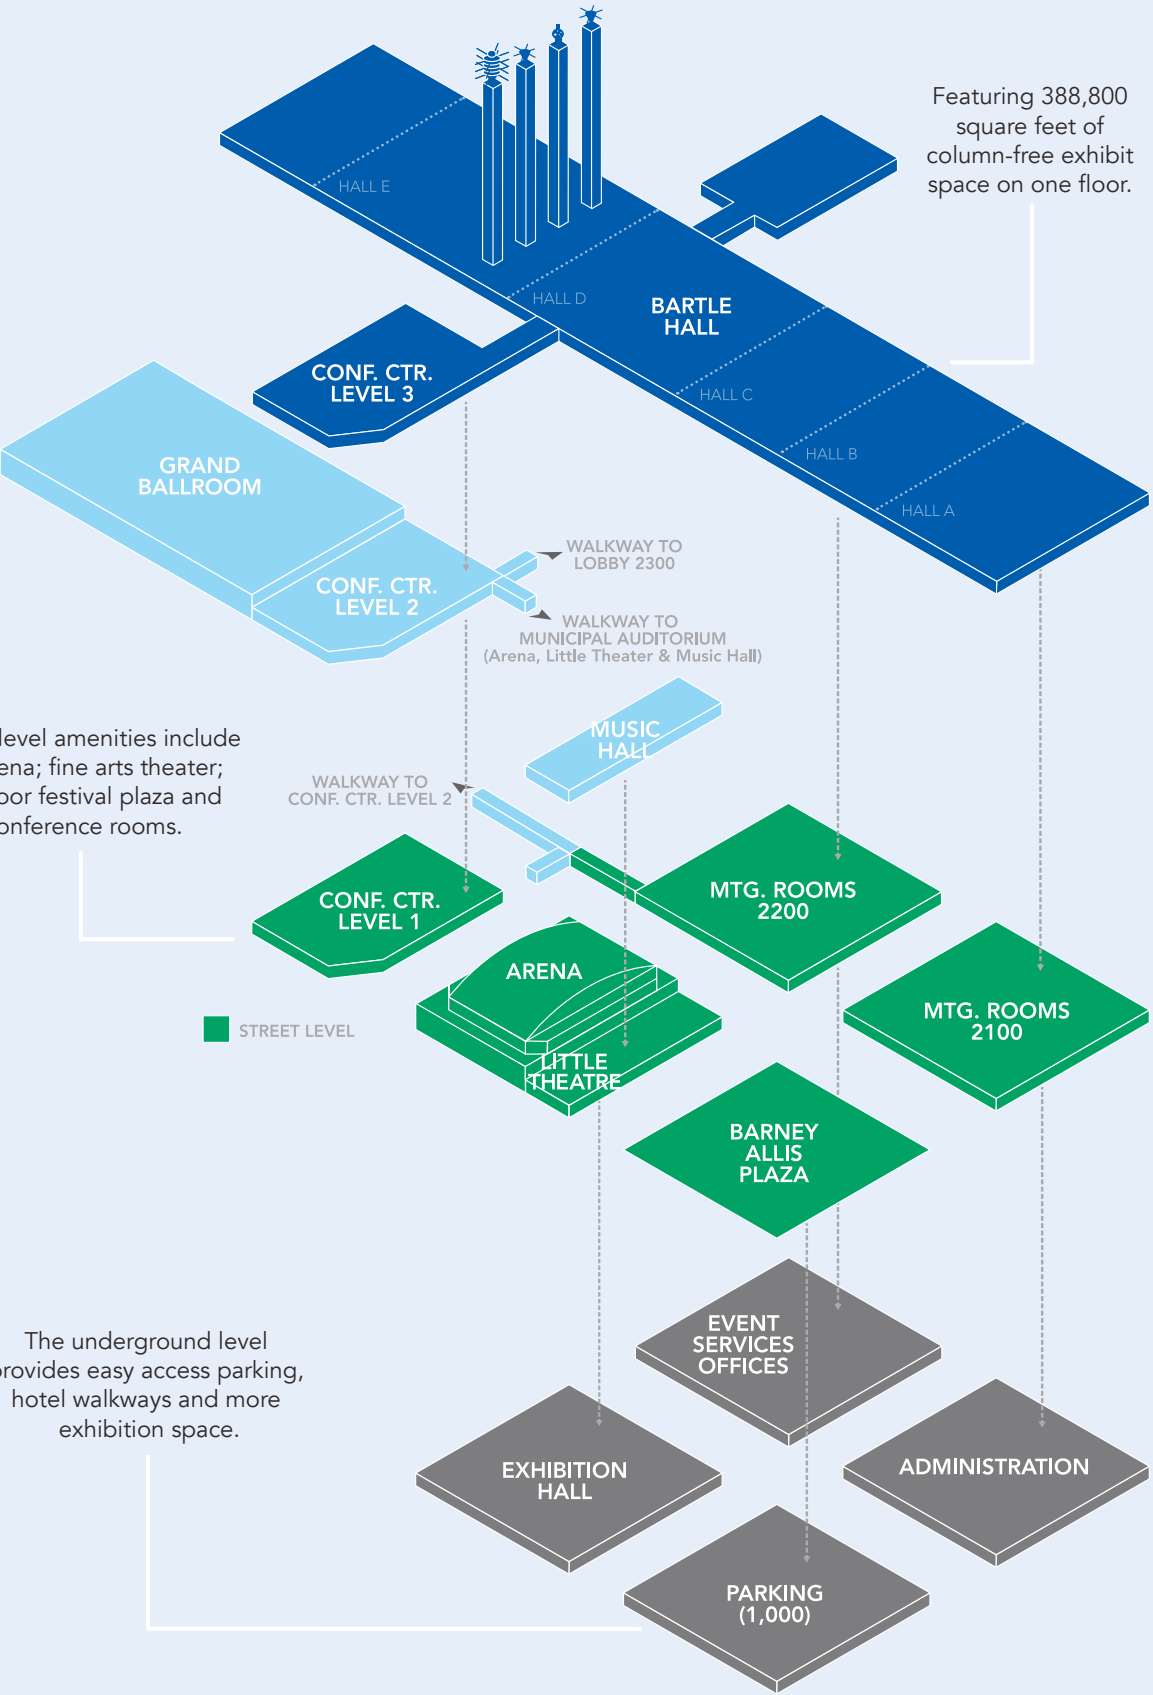 Featuring 388,800
square feet of
column-free exhibit
space on one floor.
HALL E
HALL D
BARTLE
HALL
HALL C
HALL B
HALL A
CONF. CTR.
LEVEL 3
GRAND
BALLROOM
CONF. CTR.
LEVEL 2
WALKWAY TO
LOBBY 2300
WALKWAY TO
MUNICIPAL AUDITORIUM
(Arena, Little Theater & Music Hall)
MUSIC
HALL
level amenities include
ena; fine arts theater;
oor festival plaza and
onference rooms.
WALKWAY TO
CONF. CTR. LEVEL 2
CONF. CTR.
LEVEL 1
MTG. ROOMS
2200
ARENA
MTG. ROOMS
2100
STREET LEVEL
LITTLE
THEATRE
BARNEY
ALLIS
PLAZA
The underground level
provides easy access parking,
hotel walkways and more
exhibition space.
EVENT
SERVICES
OFFICES
EXHIBITION
HALL
ADMINISTRATION
PARKING
(1,000)